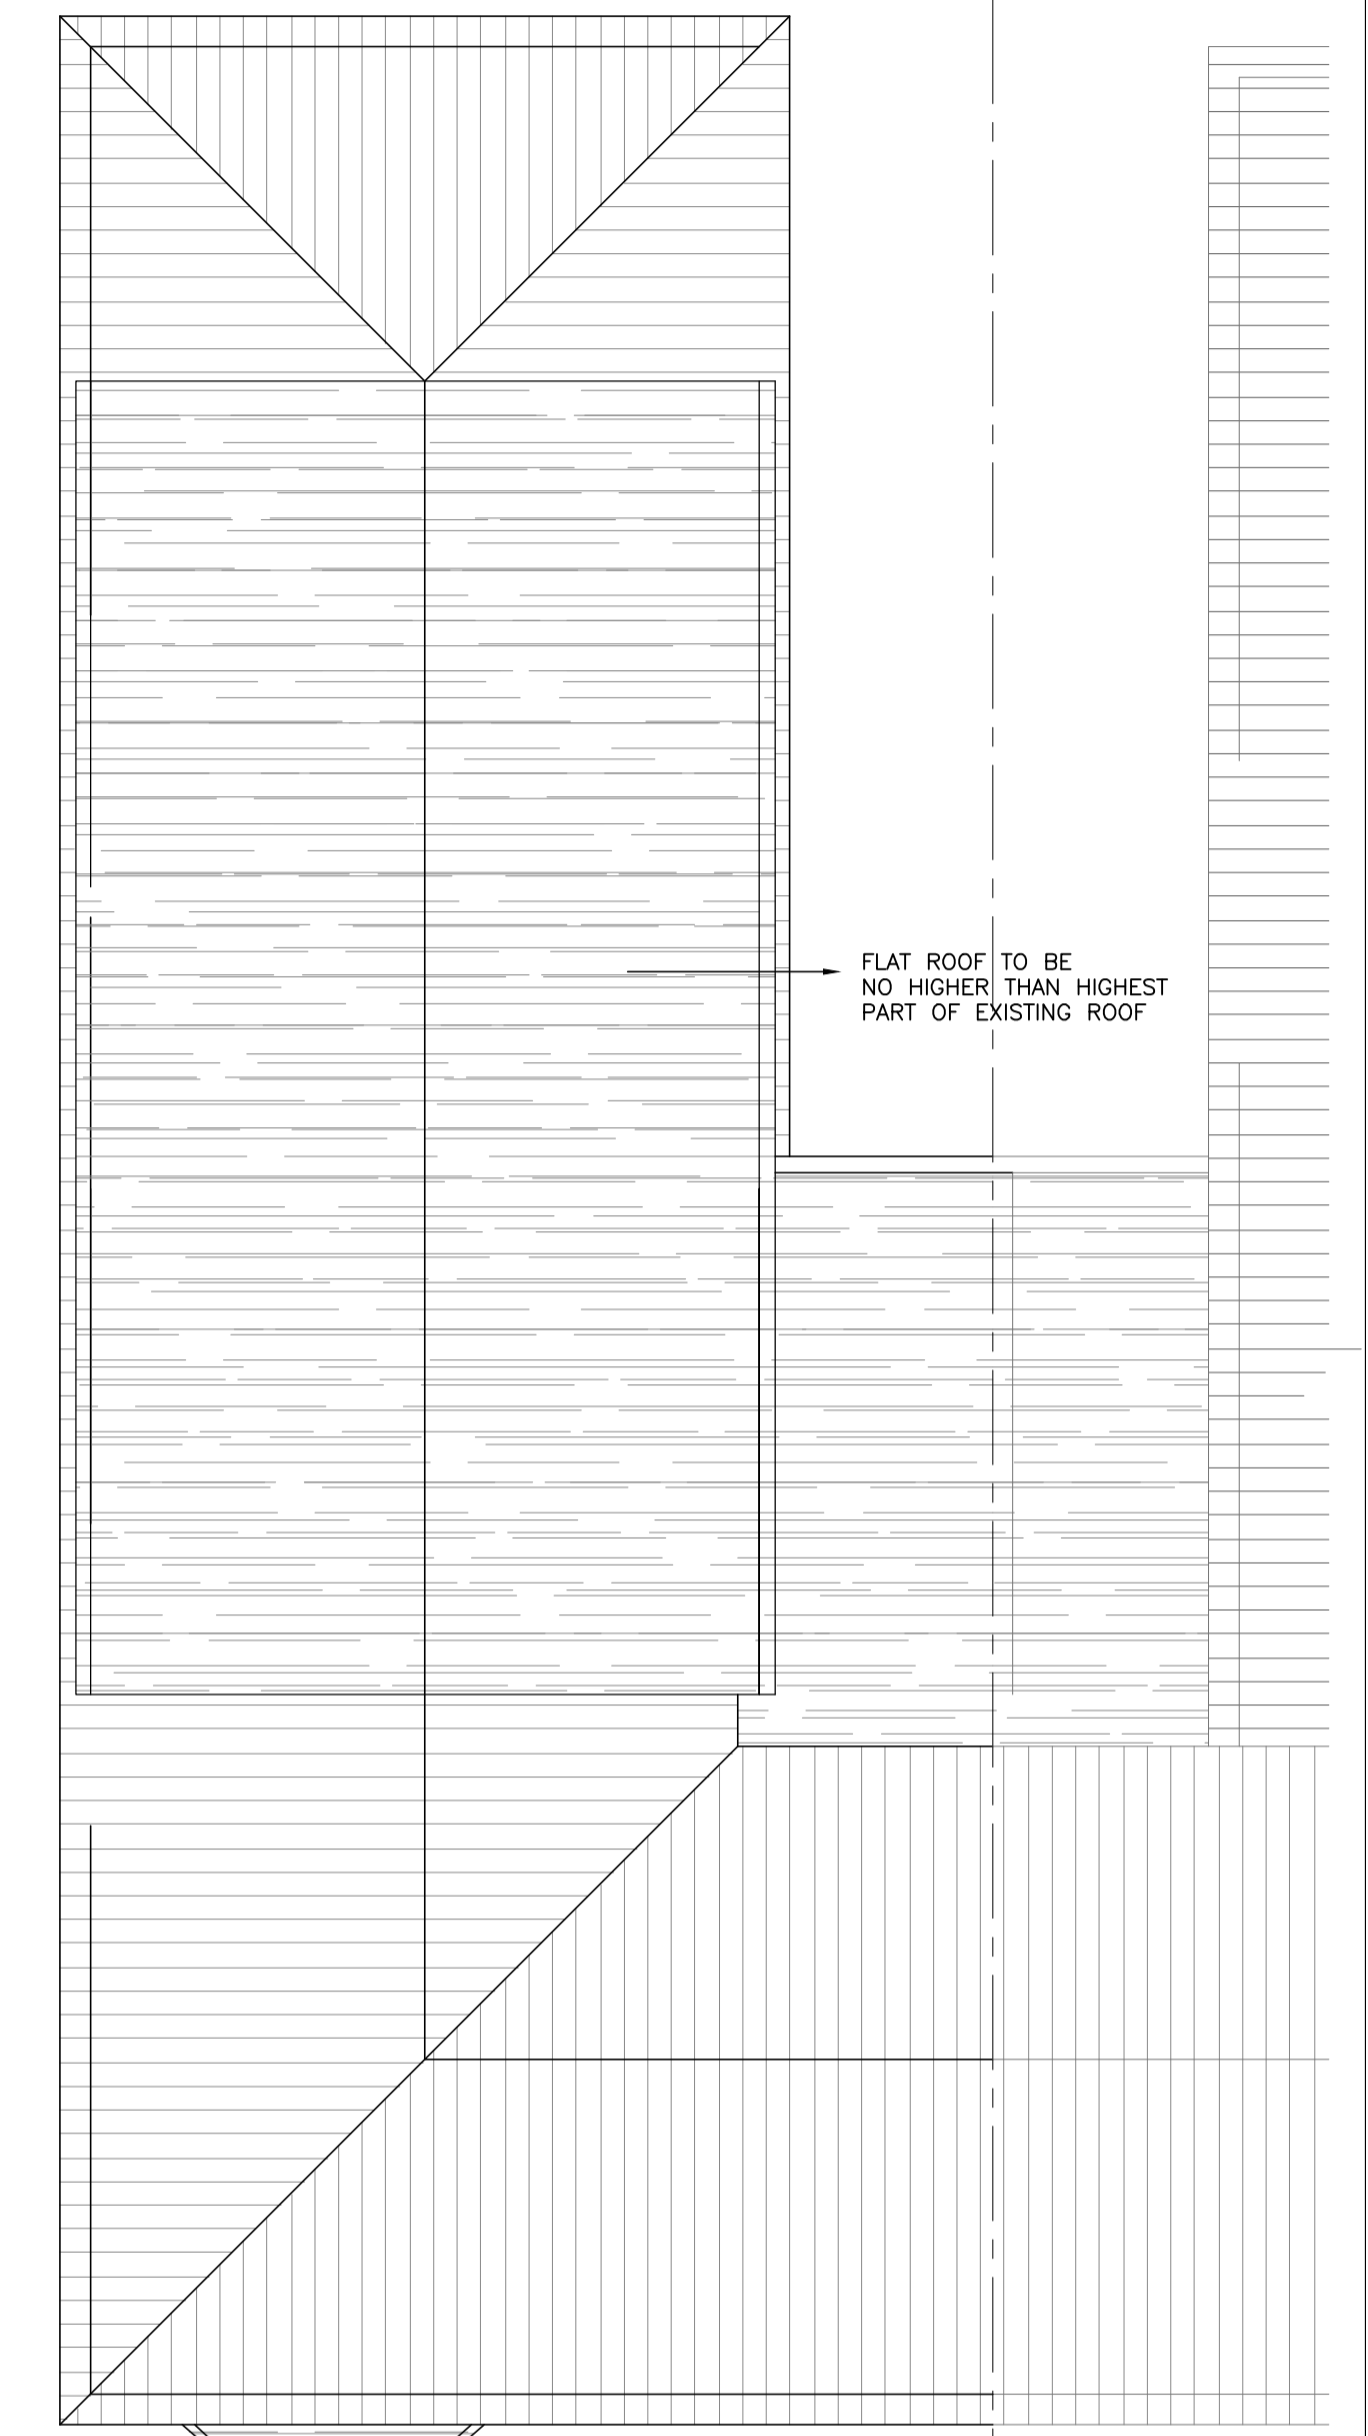 FLAT ROOF TO BE
NO HIGHER THAN HIGHEST
PART OF EXISTING ROOF